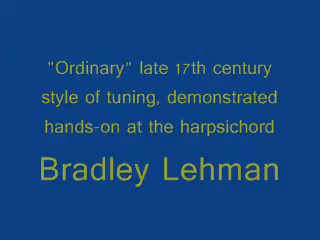 "Ordinary" late 17th century
style of tuning, demonstrated
hands-on at the harpsichord
Bradley Lehman